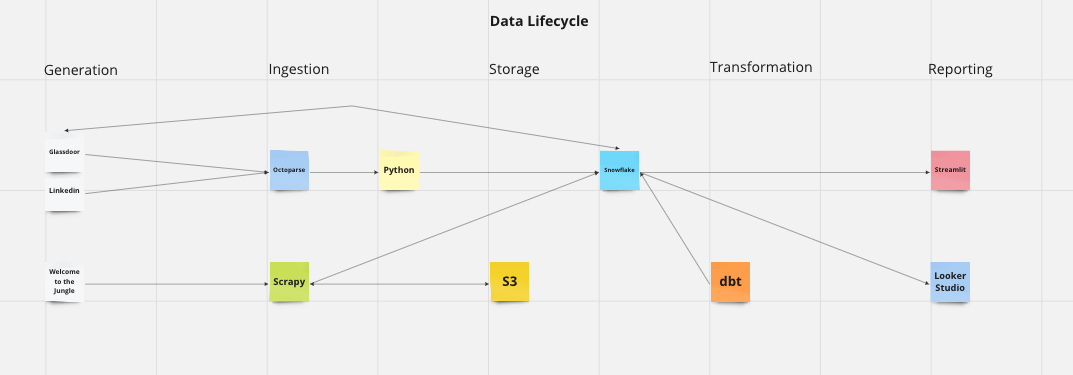 Data Lifecycle
Generation
Ingestion
Storage
Transformation
Reporting
Glassdoor
Linkedin
Octoparse
Python
Snowflake
Streamlit
Welcome
to the
Jungle
Scrapy
S3
dbt
Looker
Studio